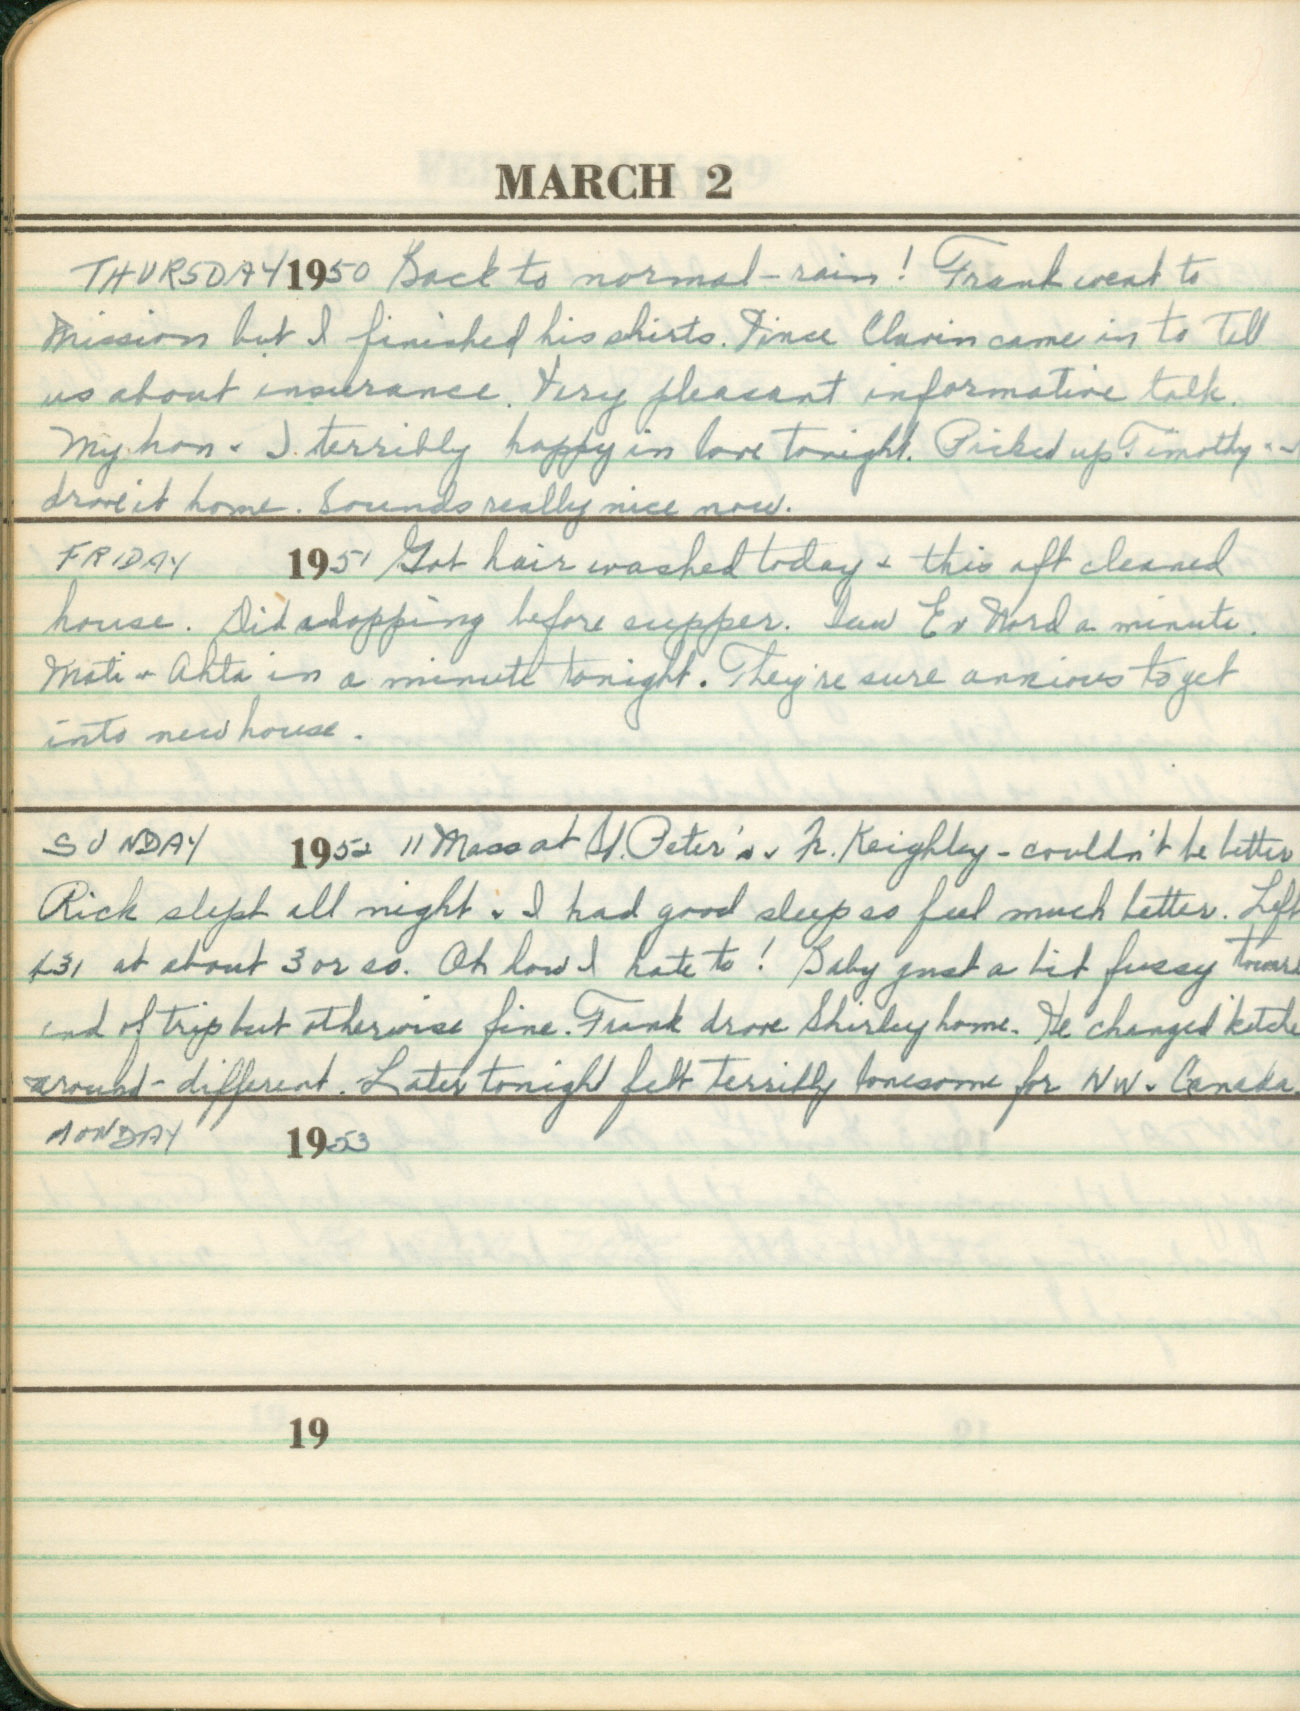 MARCH 2
THURSDAY 1950 Back to normal - rain! Frank went to
Mission but I finished his shirts. Vince Clavin came in to tell
us about insurance. Very pleasant informative talk.
My hon + I terribly happy in love tonight. Picked up Timothy +
drove it home. Sounds really nice now.
FRIDAY 1951 Got hair washed today + this aft cleaned
house. Did shopping before supper. Saw Ev Nord a minute.
Mati + Ahta in a minute tonight. They're sure anxious to get
into new house.
SUNDAY 1952 11 Mass at St. Peter's + Fr. Keighley - couldn't be better
Rick slept all night + I had good sleep so feel much better. Left
631 at about 3 or so. Oh how I hate to! Baby just a bit fussy toward
end of trip but otherwise fine. Frank drove Shirley home. He changed kitche
around - different. Later tonight felt terribly lonesome for NW + Canada.
MONDAY 1953
19